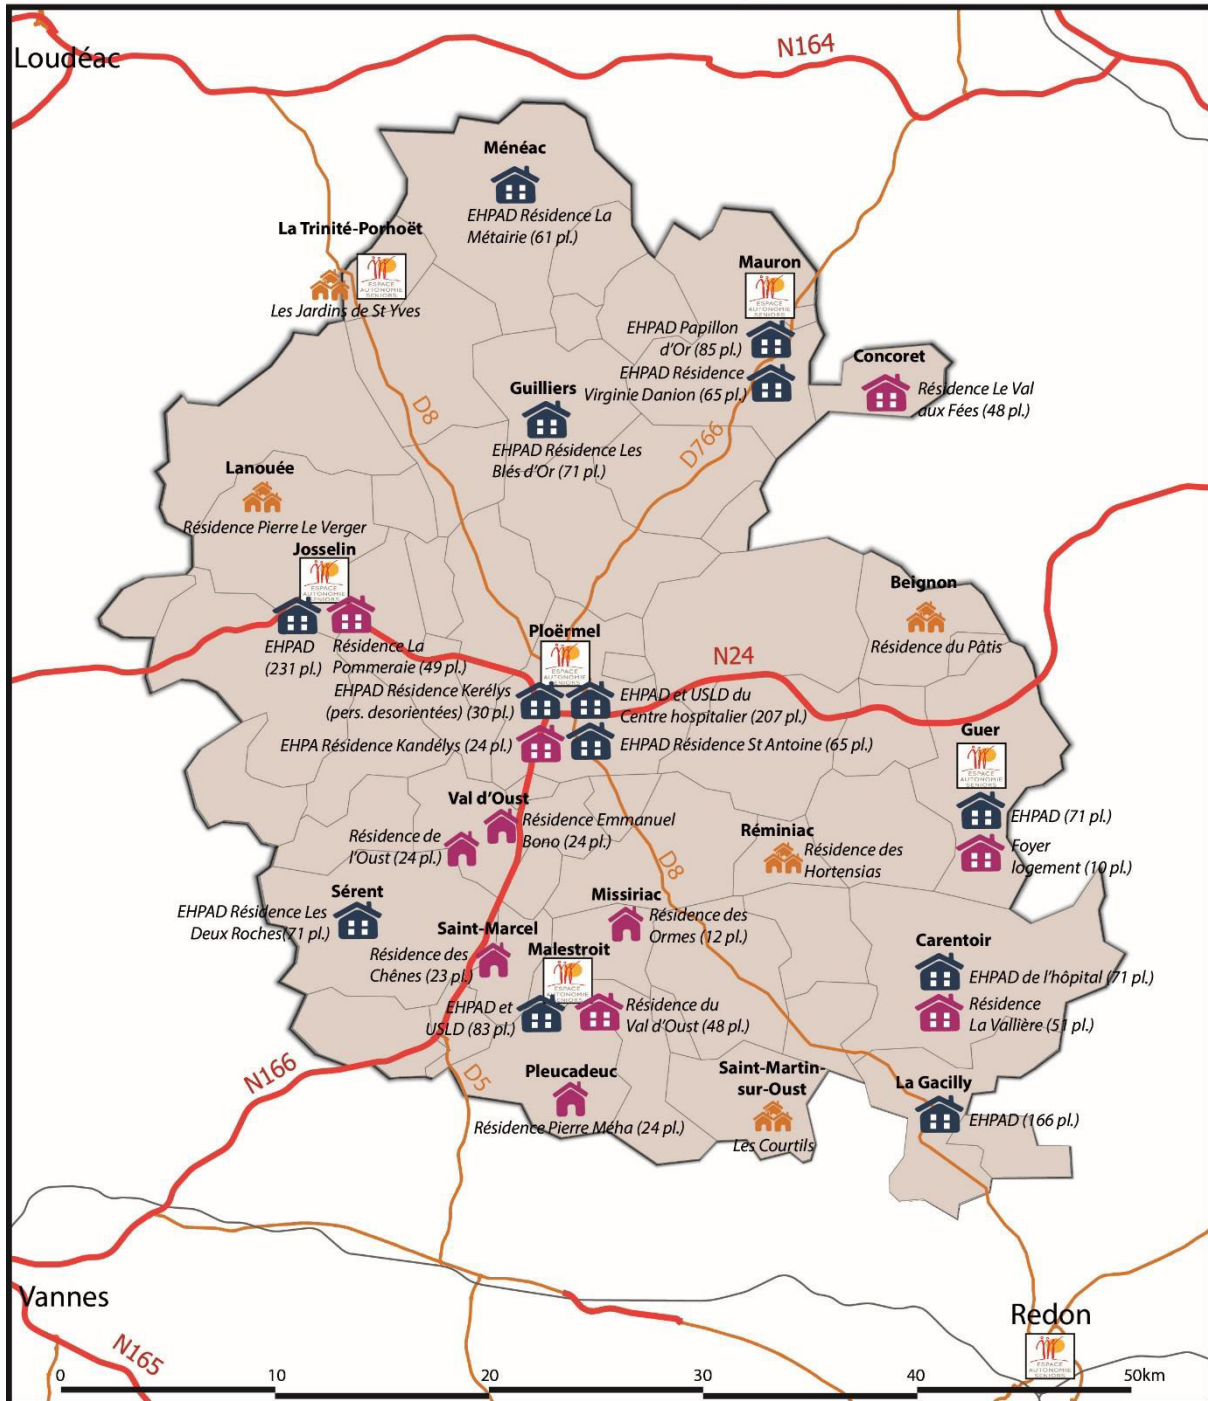 Loudéac
N164
Ménéac
EHPAD Résidence La
Métairie (61 pl.)
La Trinité-Porhoët
ESPACE
AUTONOMIE
SENIORS
Les Jardins de St Yves
Mauron
ESPACE
AUTONOMIE
SENIORS
EHPAD Papillon
d'Or (85 pl.)
EHPAD Résidence
Virginie Danion (65 pl.)
Concoret
Résidence Le Val
aux Fées (48 pl.)
Guilliers
EHPAD Résidence Les
Blés d'Or (71 pl.)
D8
D766
Lanouée
Résidence Pierre Le Verger
Josselin
ESPACE
AUTONOMIE
SENIORS
EHPAD
(231 pl.)
Résidence La
Pommeraie (49 pl.)
Beignon
Résidence du Pâtis
Ploërmel
ESPACE
AUTONOMIE
SENIORS
N24
EHPAD Résidence Kerélys
(pers. desorientées) (30 pl.)
EHPAD et USLD du
Centre hospitalier (207 pl.)
EHPA Résidence Kandélys (24 pl.)
EHPAD Résidence St Antoine (65 pl.)
Guer
ESPACE
AUTONOMIE
SENIORS
EHPAD (71 pl.)
Foyer
logement (10 pl.)
Val d'Oust
Résidence Emmanuel
Bono (24 pl.)
Résidence de
l'Oust (24 pl.)
Réminiac
Résidence des
Hortensias
D8
Sérent
EHPAD Résidence Les
Deux Roches(71 pl.)
Missiriac
Résidence des
Ormes (12 pl.)
Saint-Marcel
Résidence des
Chênes (23 pl.)
Malestroit
ESPACE
AUTONOMIE
SENIORS
EHPAD et
USLD (83 pl.)
Résidence du
Val d'Oust (48 pl.)
Carentoir
EHPAD de l'hôpital (71 pl.)
Résidence
La Vallière (51 pl.)
N166
D5
Pleucadeuc
Résidence Pierre Méha (24 pl.)
Saint-Martin-
sur-Oust
Les Courtils
La Gacilly
EHPAD (166 pl.)
Vannes
N165
Redon
ESPACE
AUTONOMIE
SENIORS
0 10 20 30 40 50km